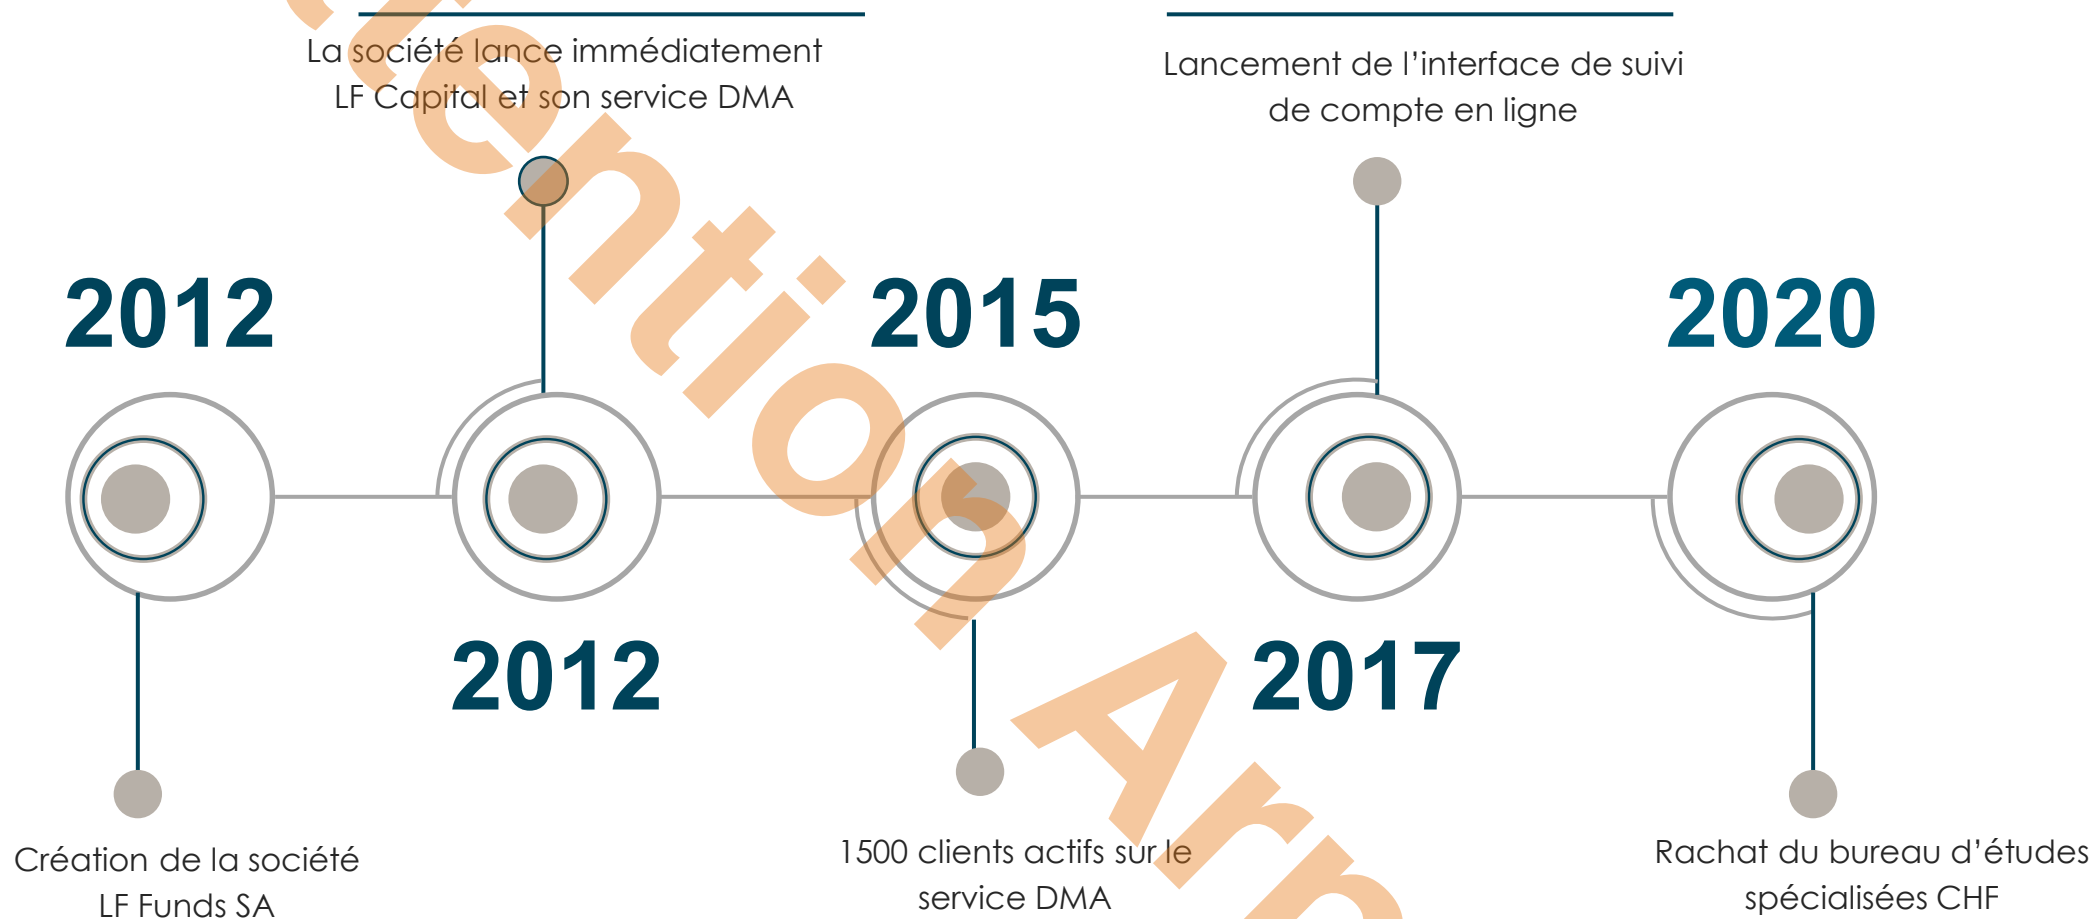 La société lance immédiatement
LF Capital et son service DMA
Lancement de l’interface de suivi
de compte en ligne
2012
2015
2020
2012
2017
Création de la société
LF Funds SA
1500 clients actifs sur le
service DMA
Rachat du bureau d’études
spécialisées CHF